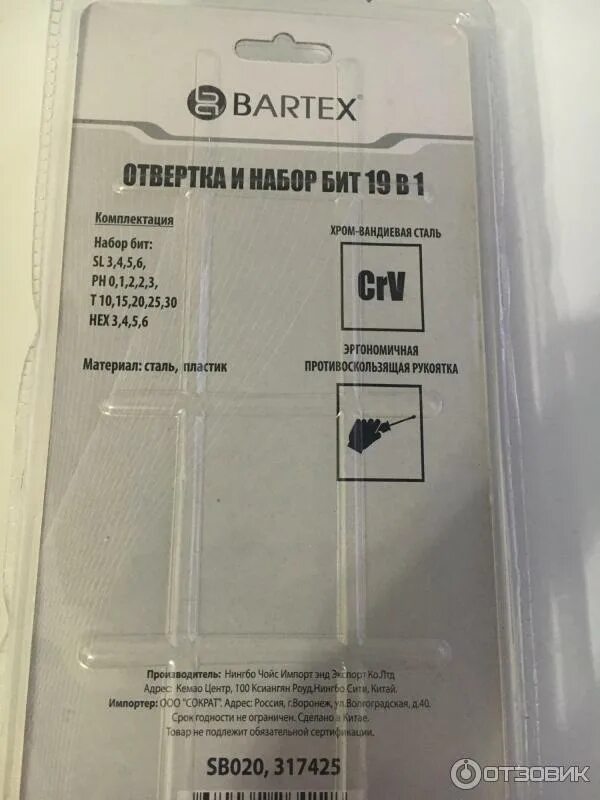 BARTEX
ОТВЕРТКА И НАБОР БИТ 19 В 1
Комплектация
Набор бит:
SL 3,4,5,6,
PH 0,1,2,2,3,
T 10,15,20,25,30
HEX 3,4,5,6
Материал: сталь, пластик
ХРОМ-ВАНДИЕВАЯ СТАЛЬ
CrV
ЭРГОНОМИЧНАЯ
ПРОТИВОСКОЛЬЗЯЩАЯ РУКОЯТКА
Производитель: Нингбо Чойс Импорт энд Экспорт Ко.Лтд
Адрес: Кемао Центр, 100 Ксиангян Роуд,Нингбо Сити, Китай.
Импортер: ООО "СОКРАТ". Адрес: Россия, г.Воронеж, ул.Волгоградская, д.40.
Срок годности не ограничен. Сделано в Китае.
Товар не подлежит обязательной сертификации.
SB020, 317425
ОТЗОВИК